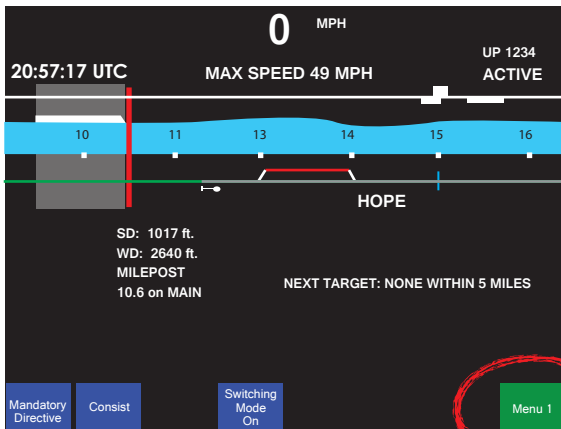 0 MPH
UP 1234
20:57:17 UTC MAX SPEED 49 MPH ACTIVE
10 11 13 14 15 16
HOPE
SD: 1017 ft.
WD: 2640 ft.
MILEPOST
10.6 on MAIN
NEXT TARGET: NONE WITHIN 5 MILES
Mandatory
Directive
Consist
Switching
Mode
On
Menu 1